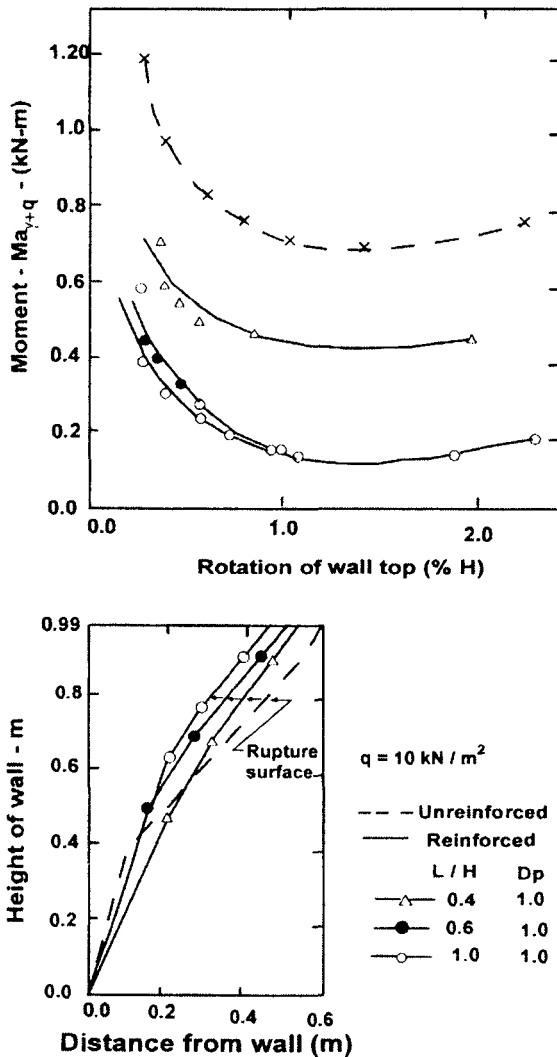 1.20
1.0
0.8
0.6
0.4
0.2
0.0
Moment - Maγ+q - (kN-m)
0.0 1.0 2.0
Rotation of wall top (% H)
0.99
0.8
0.6
0.4
0.2
0.0
Height of wall - m
Rupture
surface
0.0 0.2 0.4 0.6
Distance from wall (m)
q = 10 kN / m²
Unreinforced
Reinforced
L / H Dp
0.4 1.0
0.6 1.0
1.0 1.0